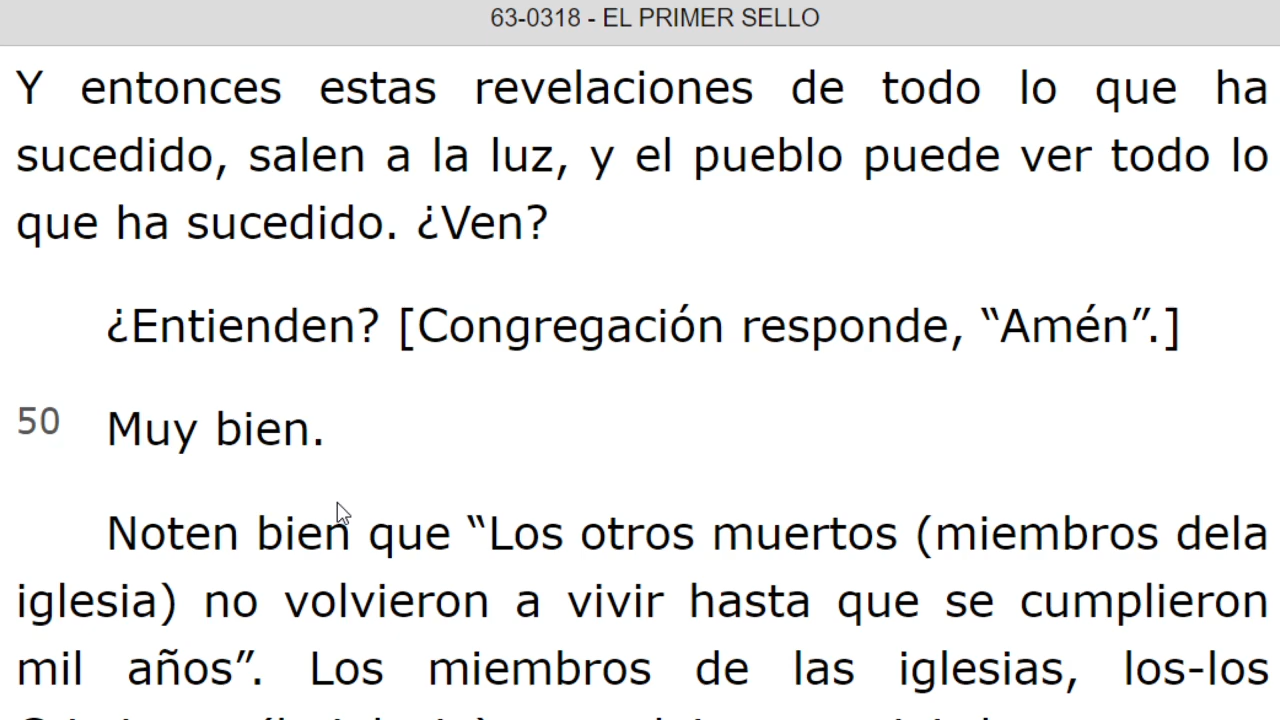 63-0318 - EL PRIMER SELLO
Y entonces estas revelaciones de todo lo que ha
sucedido, salen a la luz, y el pueblo puede ver todo lo
que ha sucedido. ¿Ven?
¿Entienden? [Congregación responde, “Amén”.]
50 Muy bien.
Noten bien que “Los otros muertos (miembros dela
iglesia) no volvieron a vivir hasta que se cumplieron
mil años”. Los miembros de las iglesias, los-los